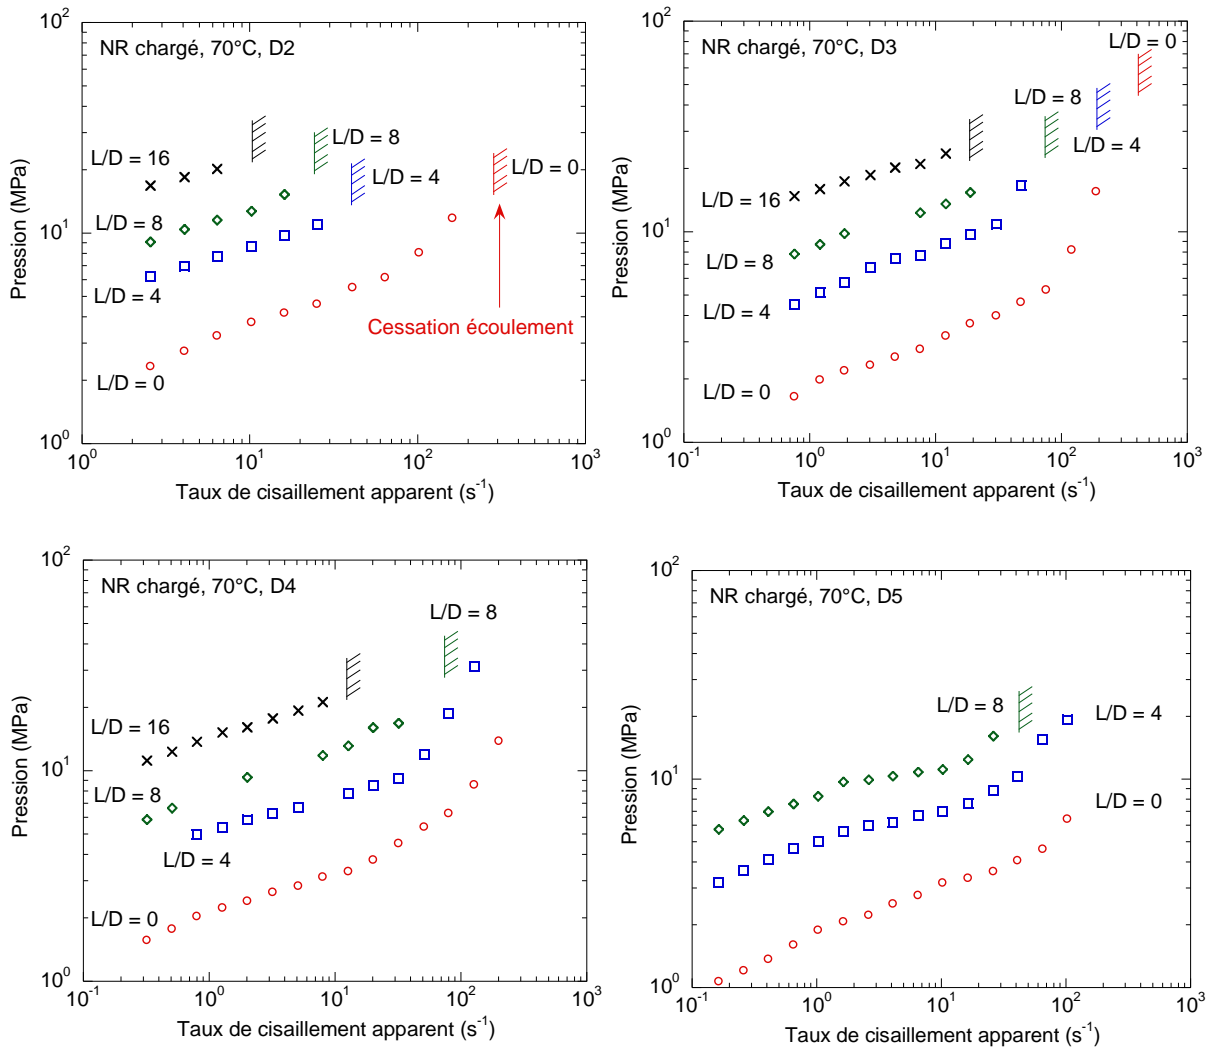 10^2
NR chargé, 70°C, D2
L/D = 16
L/D = 8
L/D = 8
L/D = 4
L/D = 4
L/D = 0
L/D = 0
Cessation écoulement
10^1
10^0
Pression (MPa)
10^-1
10^0
10^1
10^2
10^3
Taux de cisaillement apparent (s^-1)
10^2
NR chargé, 70°C, D3
L/D = 0
L/D = 8
L/D = 4
L/D = 16
L/D = 8
L/D = 4
L/D = 0
10^1
10^0
Pression (MPa)
10^-1
10^0
10^1
10^2
10^3
Taux de cisaillement apparent (s^-1)
10^2
NR chargé, 70°C, D4
L/D = 8
L/D = 16
L/D = 8
L/D = 4
L/D = 0
10^1
10^0
Pression (MPa)
10^-1
10^0
10^1
10^2
10^3
Taux de cisaillement apparent (s^-1)
10^2
NR chargé, 70°C, D5
L/D = 8
L/D = 4
L/D = 0
10^1
10^0
Pression (MPa)
10^-1
10^0
10^1
10^2
10^3
Taux de cisaillement apparent (s^-1)